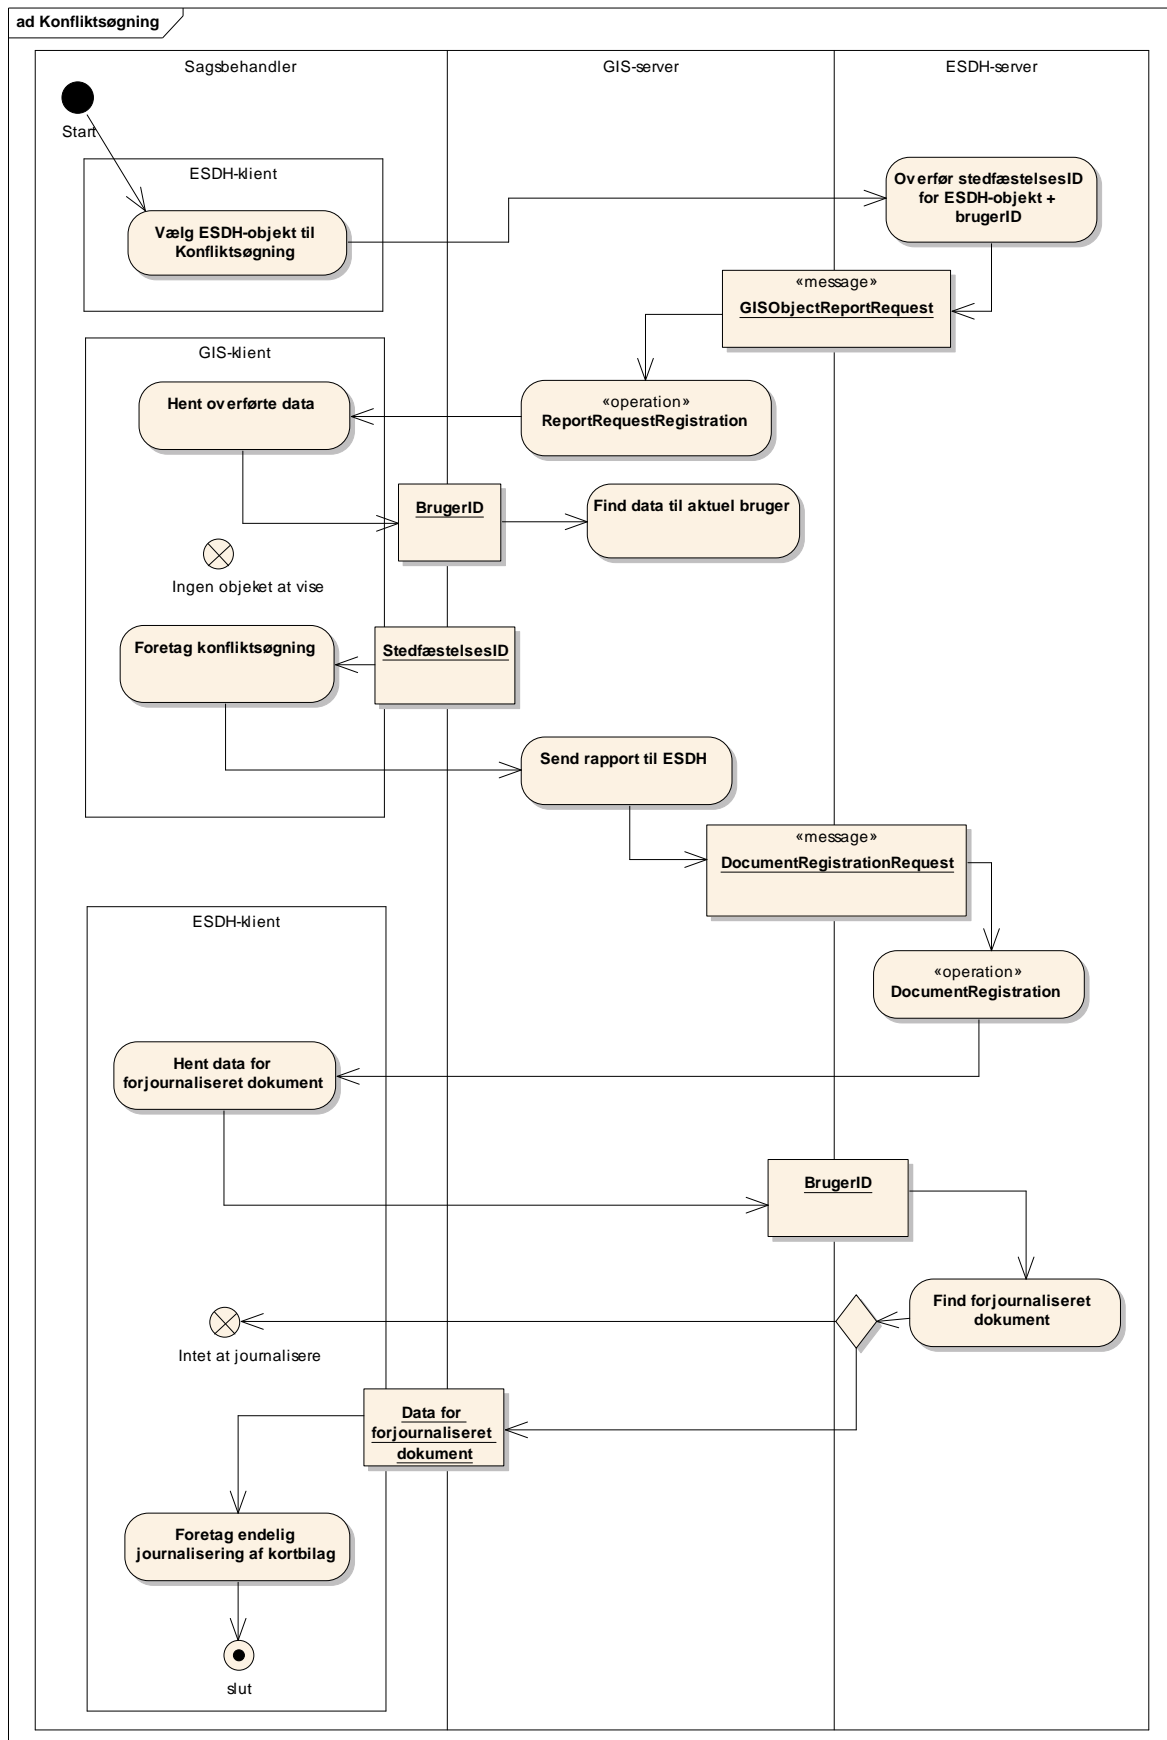 ad Konfliktsøgning
Sagsbehandler
GIS-server
ESDH-server
Start
ESDH-klient
Vælg ESDH-objekt til
Konfliktsøgning
Overfør stedfæstelsesID
for ESDH-objekt +
brugerID
«message»
GISObjectReportRequest
GIS-klient
Hent overførte data
«operation»
ReportRequestRegistration
BrugerID
Find data til aktuel bruger
Ingen objeket at vise
Foretag konfliktsøgning
StedfæstelsesID
Send rapport til ESDH
«message»
DocumentRegistrationRequest
ESDH-klient
«operation»
DocumentRegistration
Hent data for
forjournaliseret dokument
BrugerID
Find forjournaliseret
dokument
Intet at journalisere
Data for
forjournaliseret
dokument
Foretag endelig
journalisering af kortbilag
slut